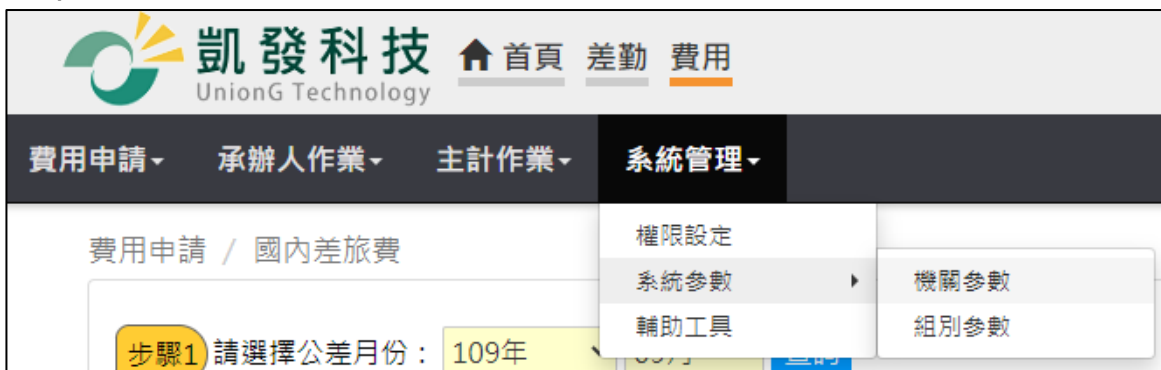 凱發科技
UnionG Technology
首頁 差勤 費用
費用申請 承辦人作業 主計作業 系統管理
權限設定
系統參數
輔助工具
機關參數
組別參數
費用申請 / 國內差旅費
步驟1 請選擇公差月份： 109年